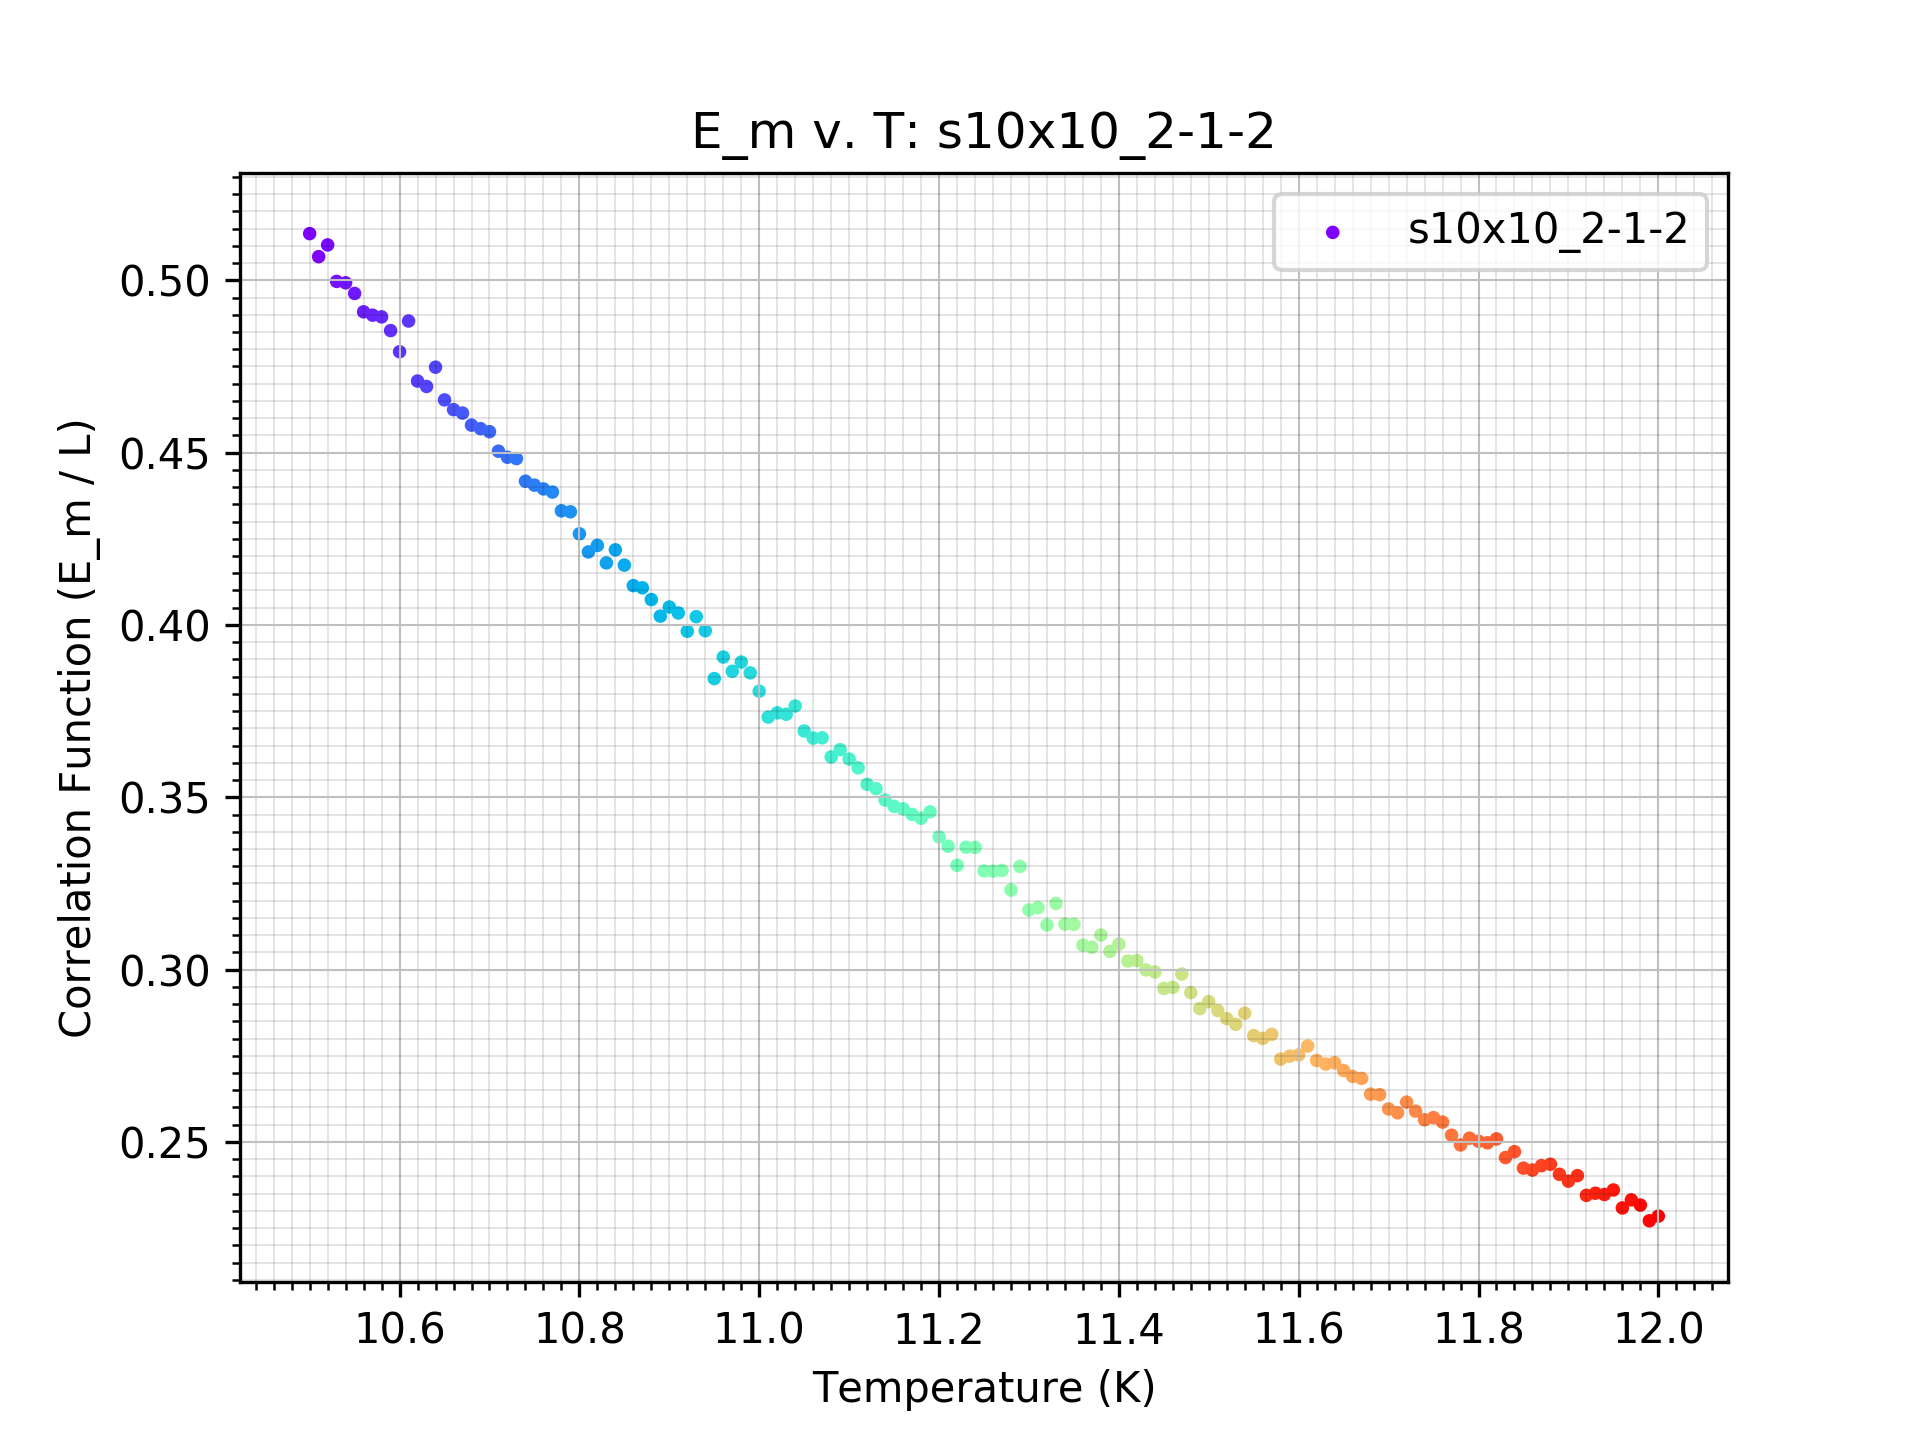 E_m v. T: s10x10_2-1-2
s10x10_2-1-2
Correlation Function (E_m / L)
0.50
0.45
0.40
0.35
0.30
0.25
10.6 10.8 11.0 11.2 11.4 11.6 11.8 12.0
Temperature (K)